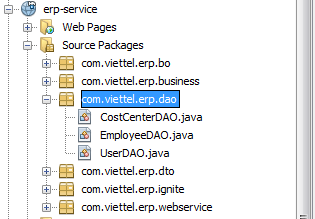 erp-service
Web Pages
Source Packages
com.viettel.erp.bo
com.viettel.erp.business
com.viettel.erp.dao
CostCenterDAO.java
EmployeeDAO.java
UserDAO.java
com.viettel.erp.dto
com.viettel.erp.ignite
com.viettel.erp.webservice